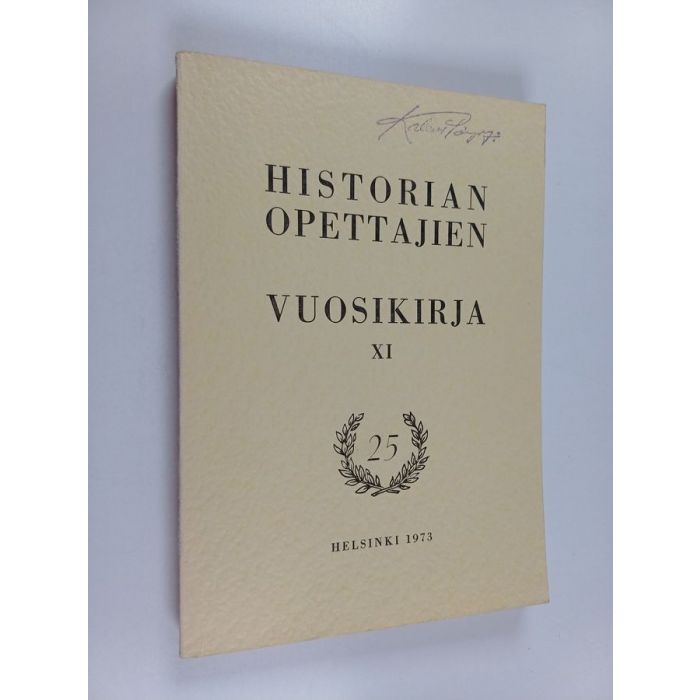 HISTORIAN
OPETTAJIEN
VUOSIKIRJA
XI
25
HELSINKI 1973